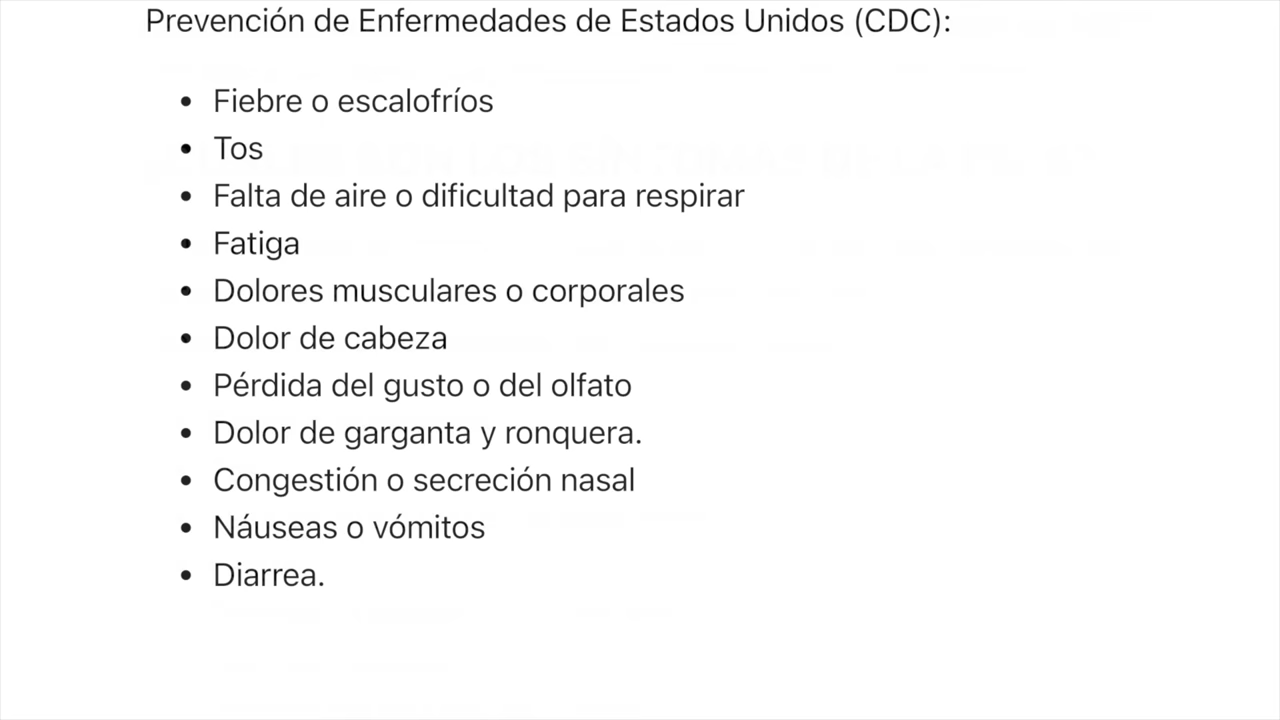 Prevención de Enfermedades de Estados Unidos (CDC):
• Fiebre o escalofríos
• Tos
• Falta de aire o dificultad para respirar
• Fatiga
• Dolores musculares o corporales
• Dolor de cabeza
• Pérdida del gusto o del olfato
• Dolor de garganta y ronquera.
• Congestión o secreción nasal
• Náuseas o vómitos
• Diarrea.